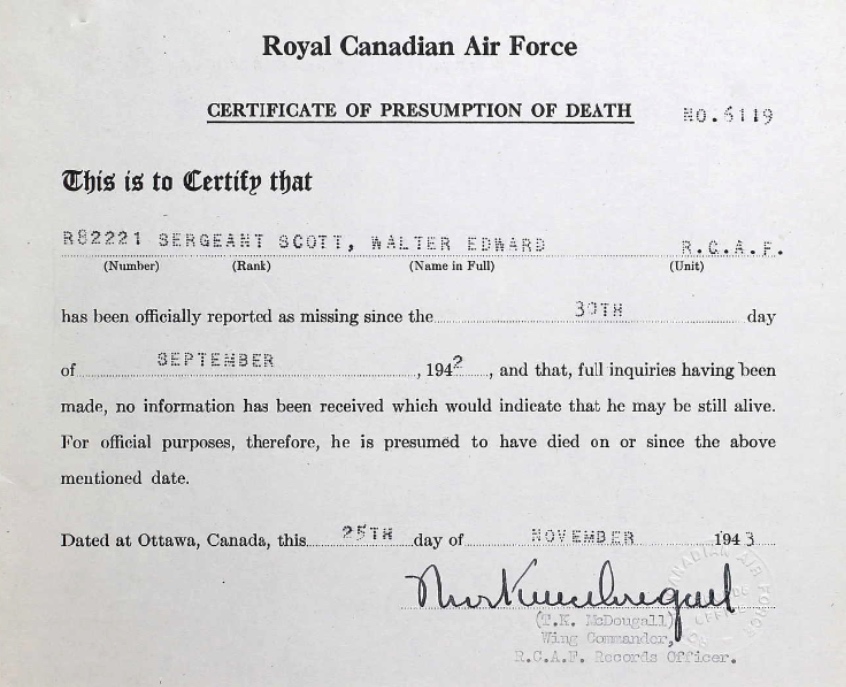 Royal Canadian Air Force
CERTIFICATE OF PRESUMPTION OF DEATH NO.5119
This is to Certify that
R82221 SERGEANT SCOTT, WALTER EDWARD R.C.A.F.
(Number) (Rank) (Name in Full) (Unit)
has been officially reported as missing since the 30TH day
of SEPTEMBER, 1942, and that, full inquiries having been
made, no information has been received which would indicate that he may be still alive.
For official purposes, therefore, he is presumed to have died on or since the above
mentioned date.
Dated at Ottawa, Canada, this 25TH day of NOVEMBER 1943
(T.K. McDougall)
Wing Commander,
R.C.A.F. Records Officer.
CANADIAN AIR FORCE